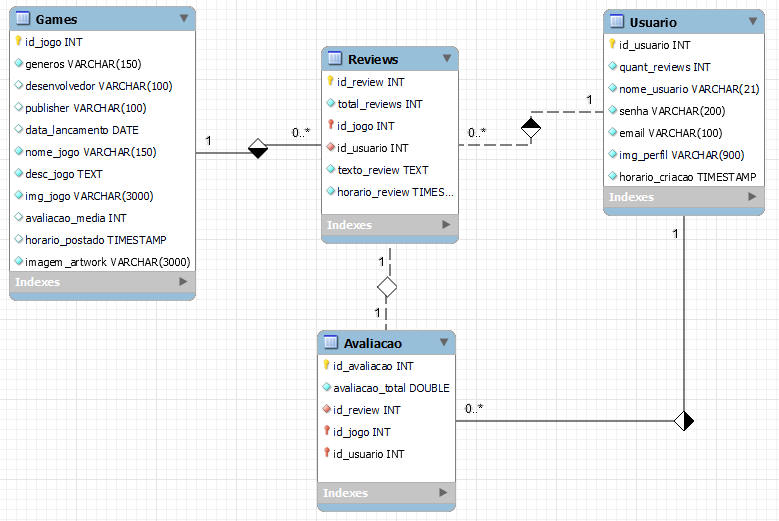 Games
id_jogo INT
generos VARCHAR(150)
desenvolvedor VARCHAR(100)
publisher VARCHAR(100)
data_lancamento DATE
nome_jogo VARCHAR(150)
desc_jogo TEXT
img_jogo VARCHAR(3000)
avaliacao_media INT
horario_postado TIMESTAMP
imagem_artwork VARCHAR(3000)
Indexes
1
0..*
Reviews
id_review INT
total_reviews INT
id_jogo INT
id_usuario INT
texto_review TEXT
horario_review TIMES...
Indexes
0..*
1
Usuario
id_usuario INT
quant_reviews INT
nome_usuario VARCHAR(21)
senha VARCHAR(200)
email VARCHAR(100)
img_perfil VARCHAR(900)
horario_criacao TIMESTAMP
Indexes
1
1
1
Avaliacao
id_avaliacao INT
avaliacao_total DOUBLE
id_review INT
id_jogo INT
id_usuario INT
Indexes
0..*